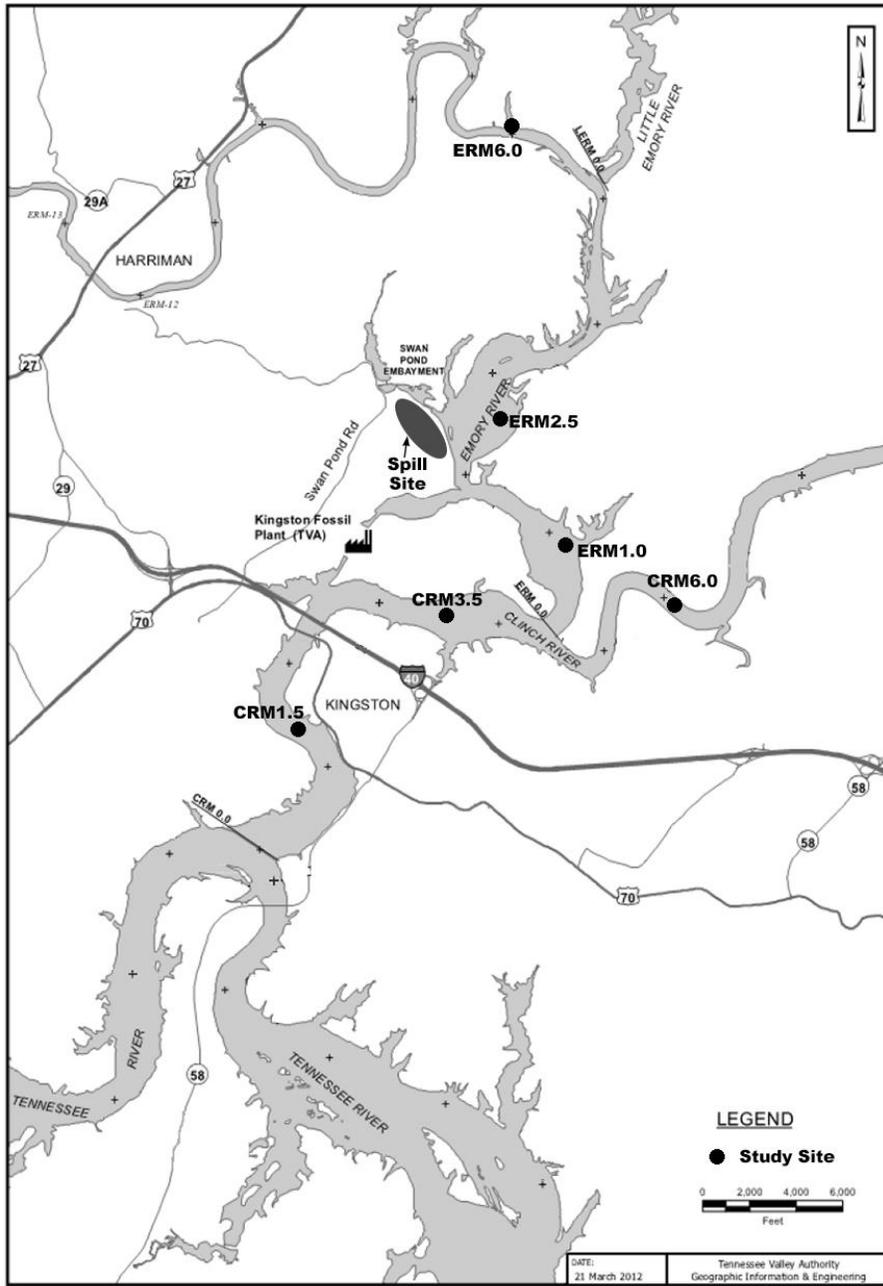 N
LITTLE
EMORY RIVER
LERM 0.0
ERM6.0
27
29A
ERM-13
HARRIMAN
ERM-12
27
SWAN
POND
EMBAYMENT
EMORY RIVER
ERM2.5
Swan Pond Rd
Spill
Site
29
Kingston Fossil
Plant (TVA)
ERM1.0
ERM 0.0
CRM6.0
CRM3.5
CLINCH RIVER
70
40
KINGSTON
CRM1.5
58
CRM 0.0
58
70
TENNESSEE
RIVER
TENNESSEE RIVER
58
LEGEND
Study Site
0 2,000 4,000 6,000
Feet
DATE:
21 March 2012
Tennessee Valley Authority
Geographic Information & Engineering